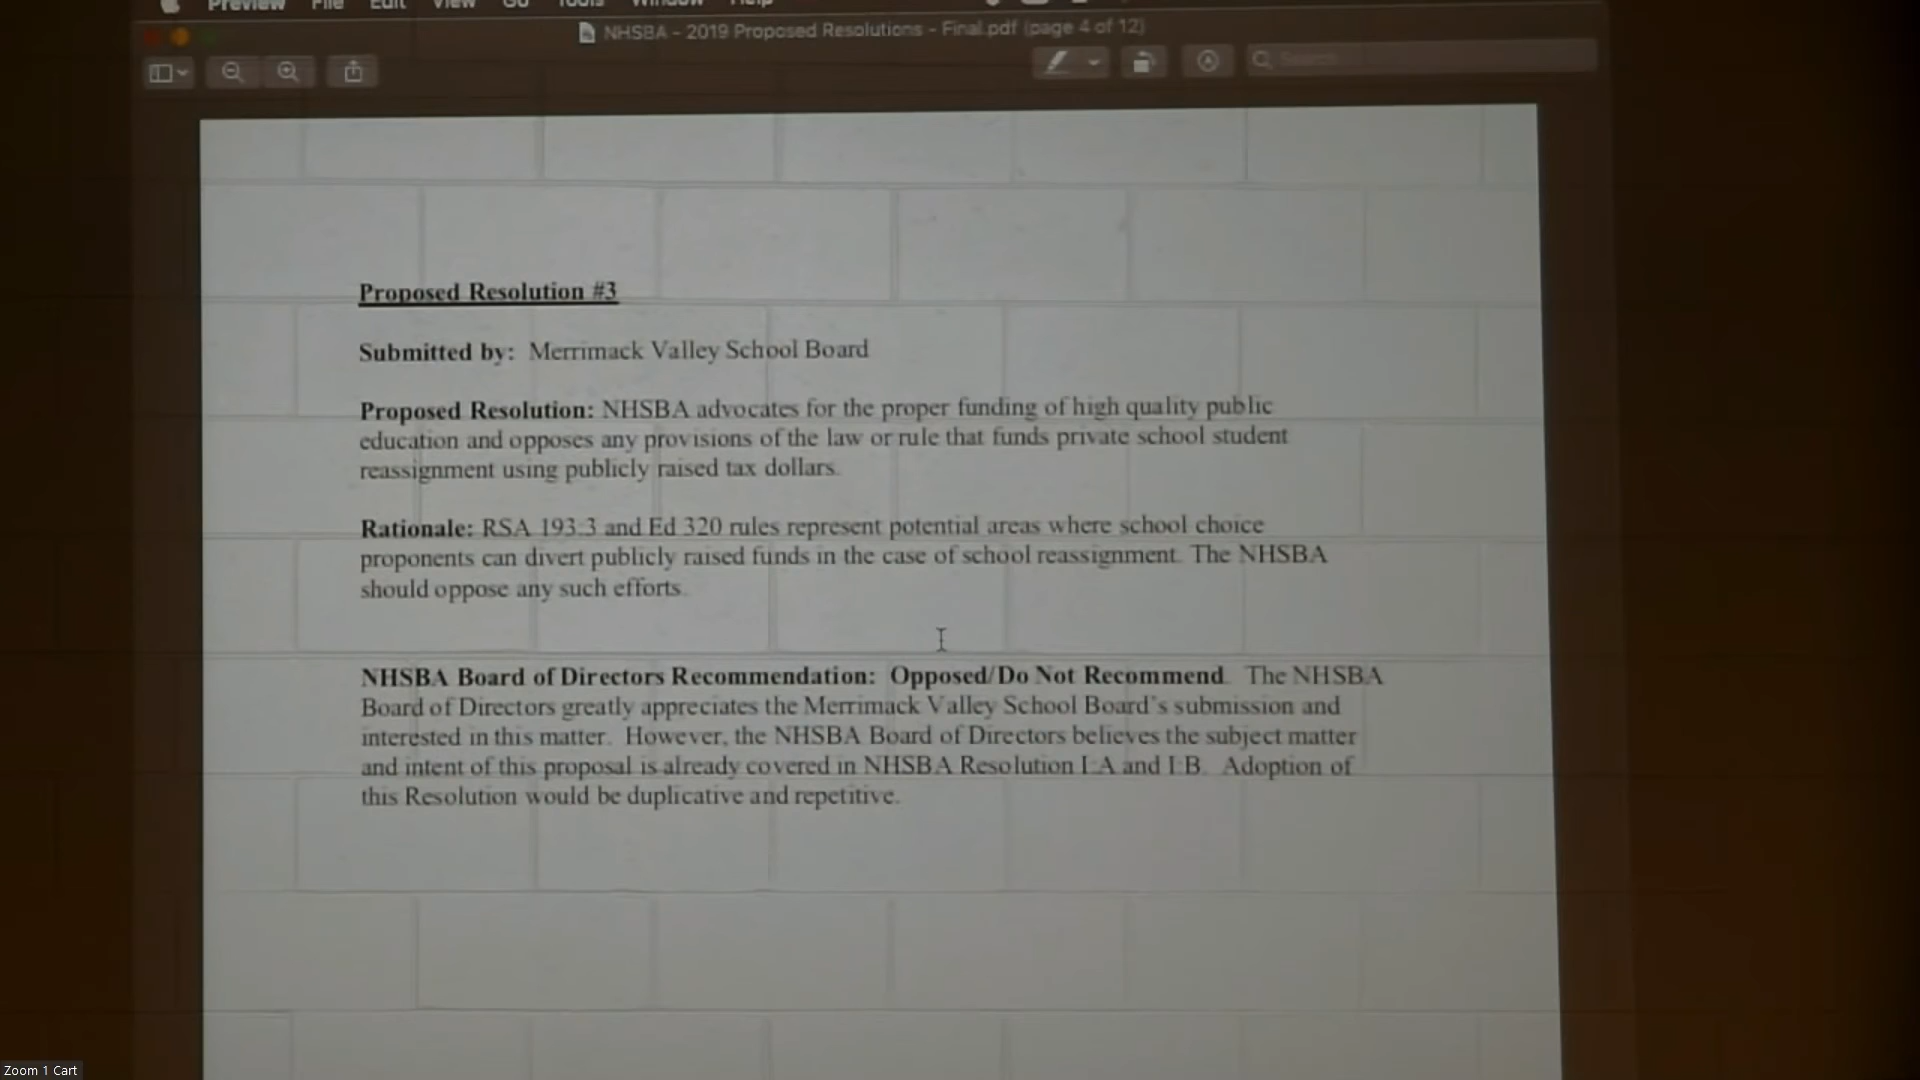 Preview File Edit View Go Tools Window Help
NHSBA - 2019 Proposed Resolutions - Final.pdf (page 4 of 12)
Search
Proposed Resolution #3
Submitted by: Merrimack Valley School Board
Proposed Resolution: NHSBA advocates for the proper funding of high quality public
education and opposes any provisions of the law or rule that funds private school student
reassignment using publicly raised tax dollars.
Rationale: RSA 193:3 and Ed 320 rules represent potential areas where school choice
proponents can divert publicly raised funds in the case of school reassignment. The NHSBA
should oppose any such efforts.
NHSBA Board of Directors Recommendation: Opposed/Do Not Recommend. The NHSBA
Board of Directors greatly appreciates the Merrimack Valley School Board's submission and
interested in this matter. However, the NHSBA Board of Directors believes the subject matter
and intent of this proposal is already covered in NHSBA Resolution I:A and I:B. Adoption of
this Resolution would be duplicative and repetitive.
Zoom 1 Cart